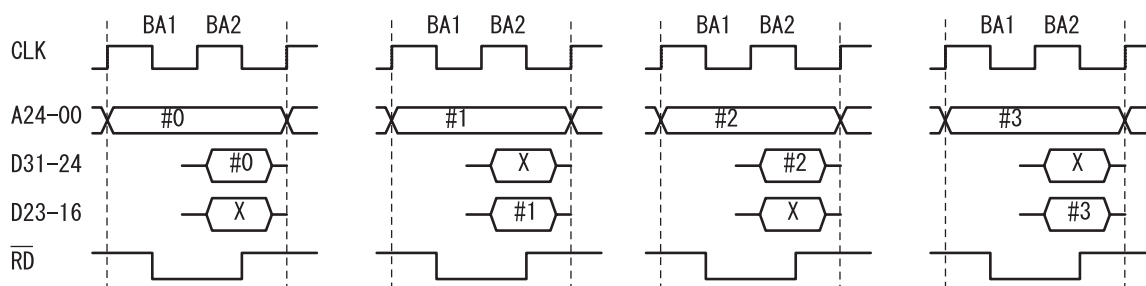 BA1 BA2 BA1 BA2 BA1 BA2 BA1 BA2
CLK
A24-00 #0 #1 #2 #3
D31-24 #0 X #2 X
D23-16 X #1 X #3
RD